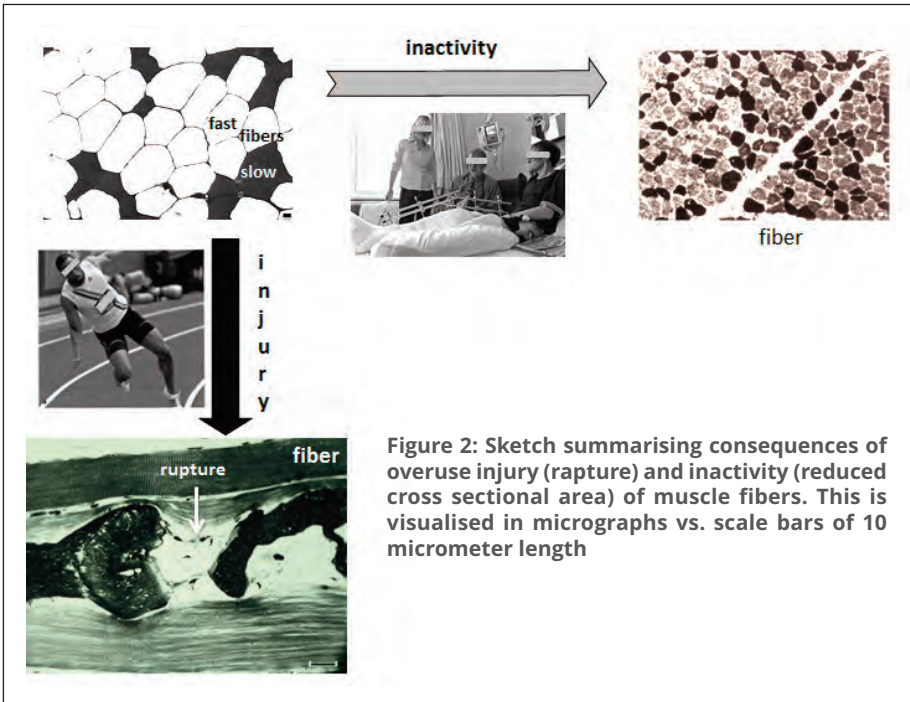 inactivity
fast
fibers
slow
fiber
i
n
j
u
r
y
fiber
rupture
Figure 2: Sketch summarising consequences of
overuse injury (rapture) and inactivity (reduced
cross sectional area) of muscle fibers. This is
visualised in micrographs vs. scale bars of 10
micrometer length